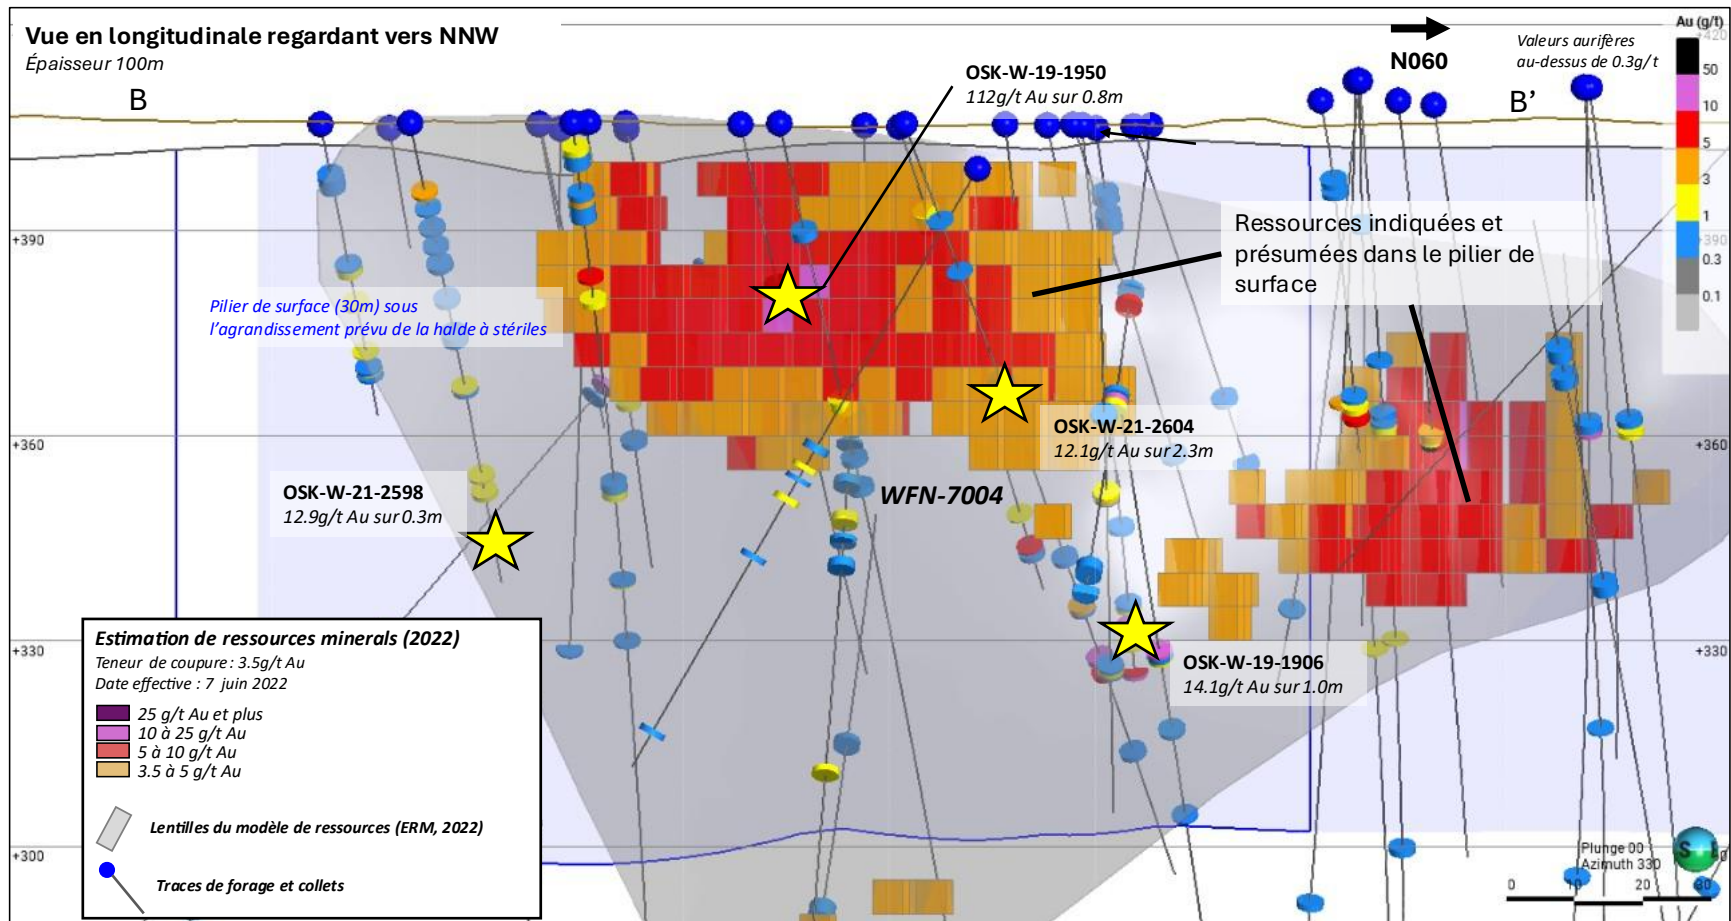 Vue en longitudinale regardant vers NNW
Épaisseur 100m
B
OSK-W-19-1950
112g/t Au sur 0.8m
N060
Valeurs aurifères
au-dessus de 0.3g/t
B’
Au (g/t)
+420
50
10
5
3
1
0.3
0.1
+390
+390
Ressources indiquées et
présumées dans le pilier de
surface
Pilier de surface (30m) sous
l’agrandissement prévu de la halde à stériles
+360
+360
OSK-W-21-2604
12.1g/t Au sur 2.3m
OSK-W-21-2598
12.9g/t Au sur 0.3m
WFN-7004
+330
+330
OSK-W-19-1906
14.1g/t Au sur 1.0m
Estimation de ressources minerals (2022)
Teneur de coupure : 3.5g/t Au
Date effective : 7 juin 2022
25 g/t Au et plus
10 à 25 g/t Au
5 à 10 g/t Au
3.5 à 5 g/t Au
Lentilles du modèle de ressources (ERM, 2022)
Traces de forage et collets
+300
Plunge 00
Azimuth 330
S
0
10
20
30